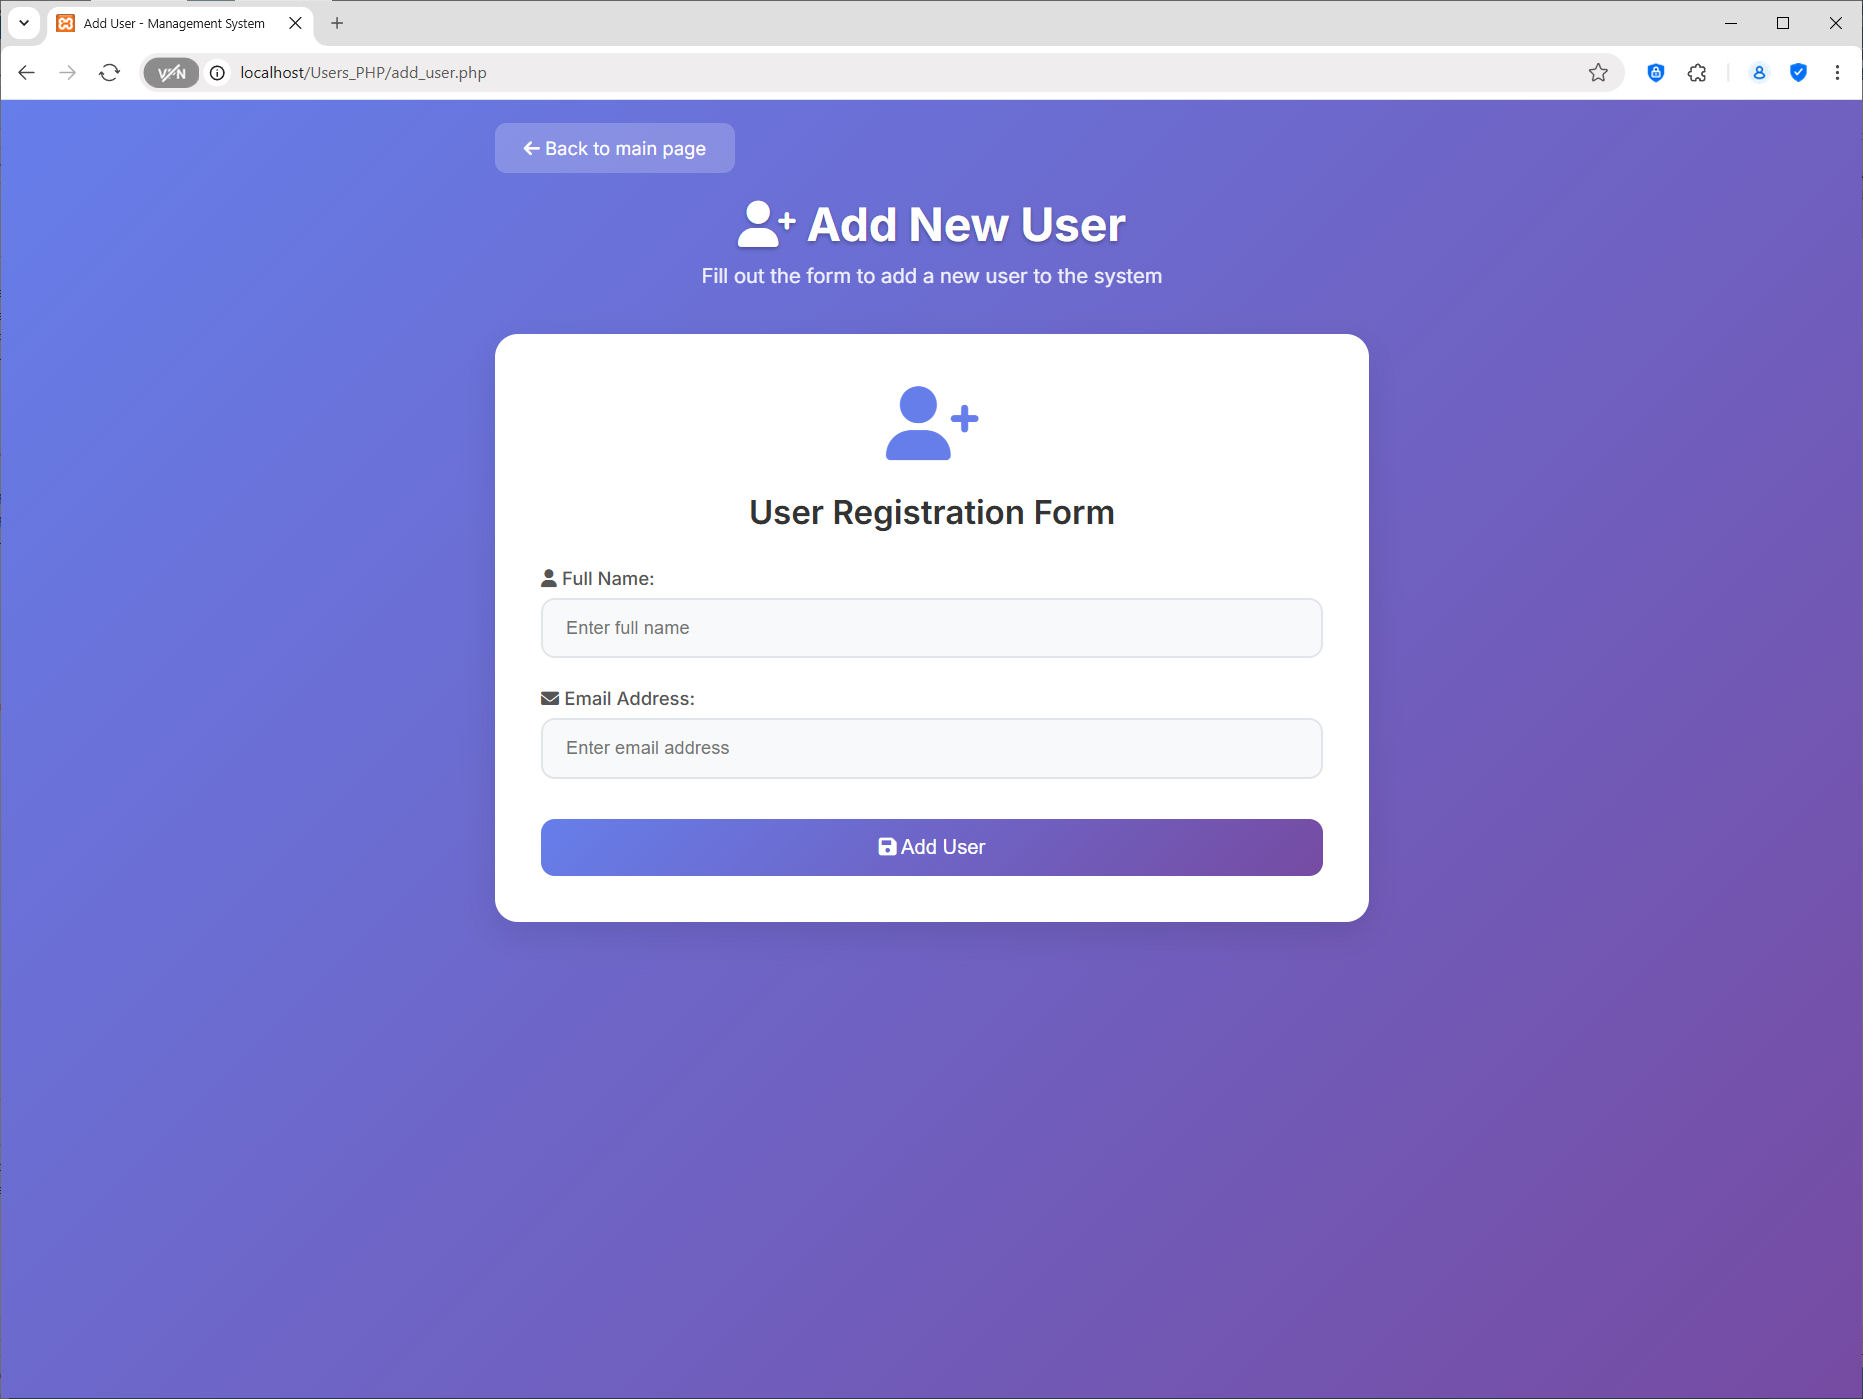 Add User - Management System
VPN
localhost/Users_PHP/add_user.php
Back to main page
Add New User
Fill out the form to add a new user to the system
User Registration Form
Full Name:
Enter full name
Email Address:
Enter email address
Add User